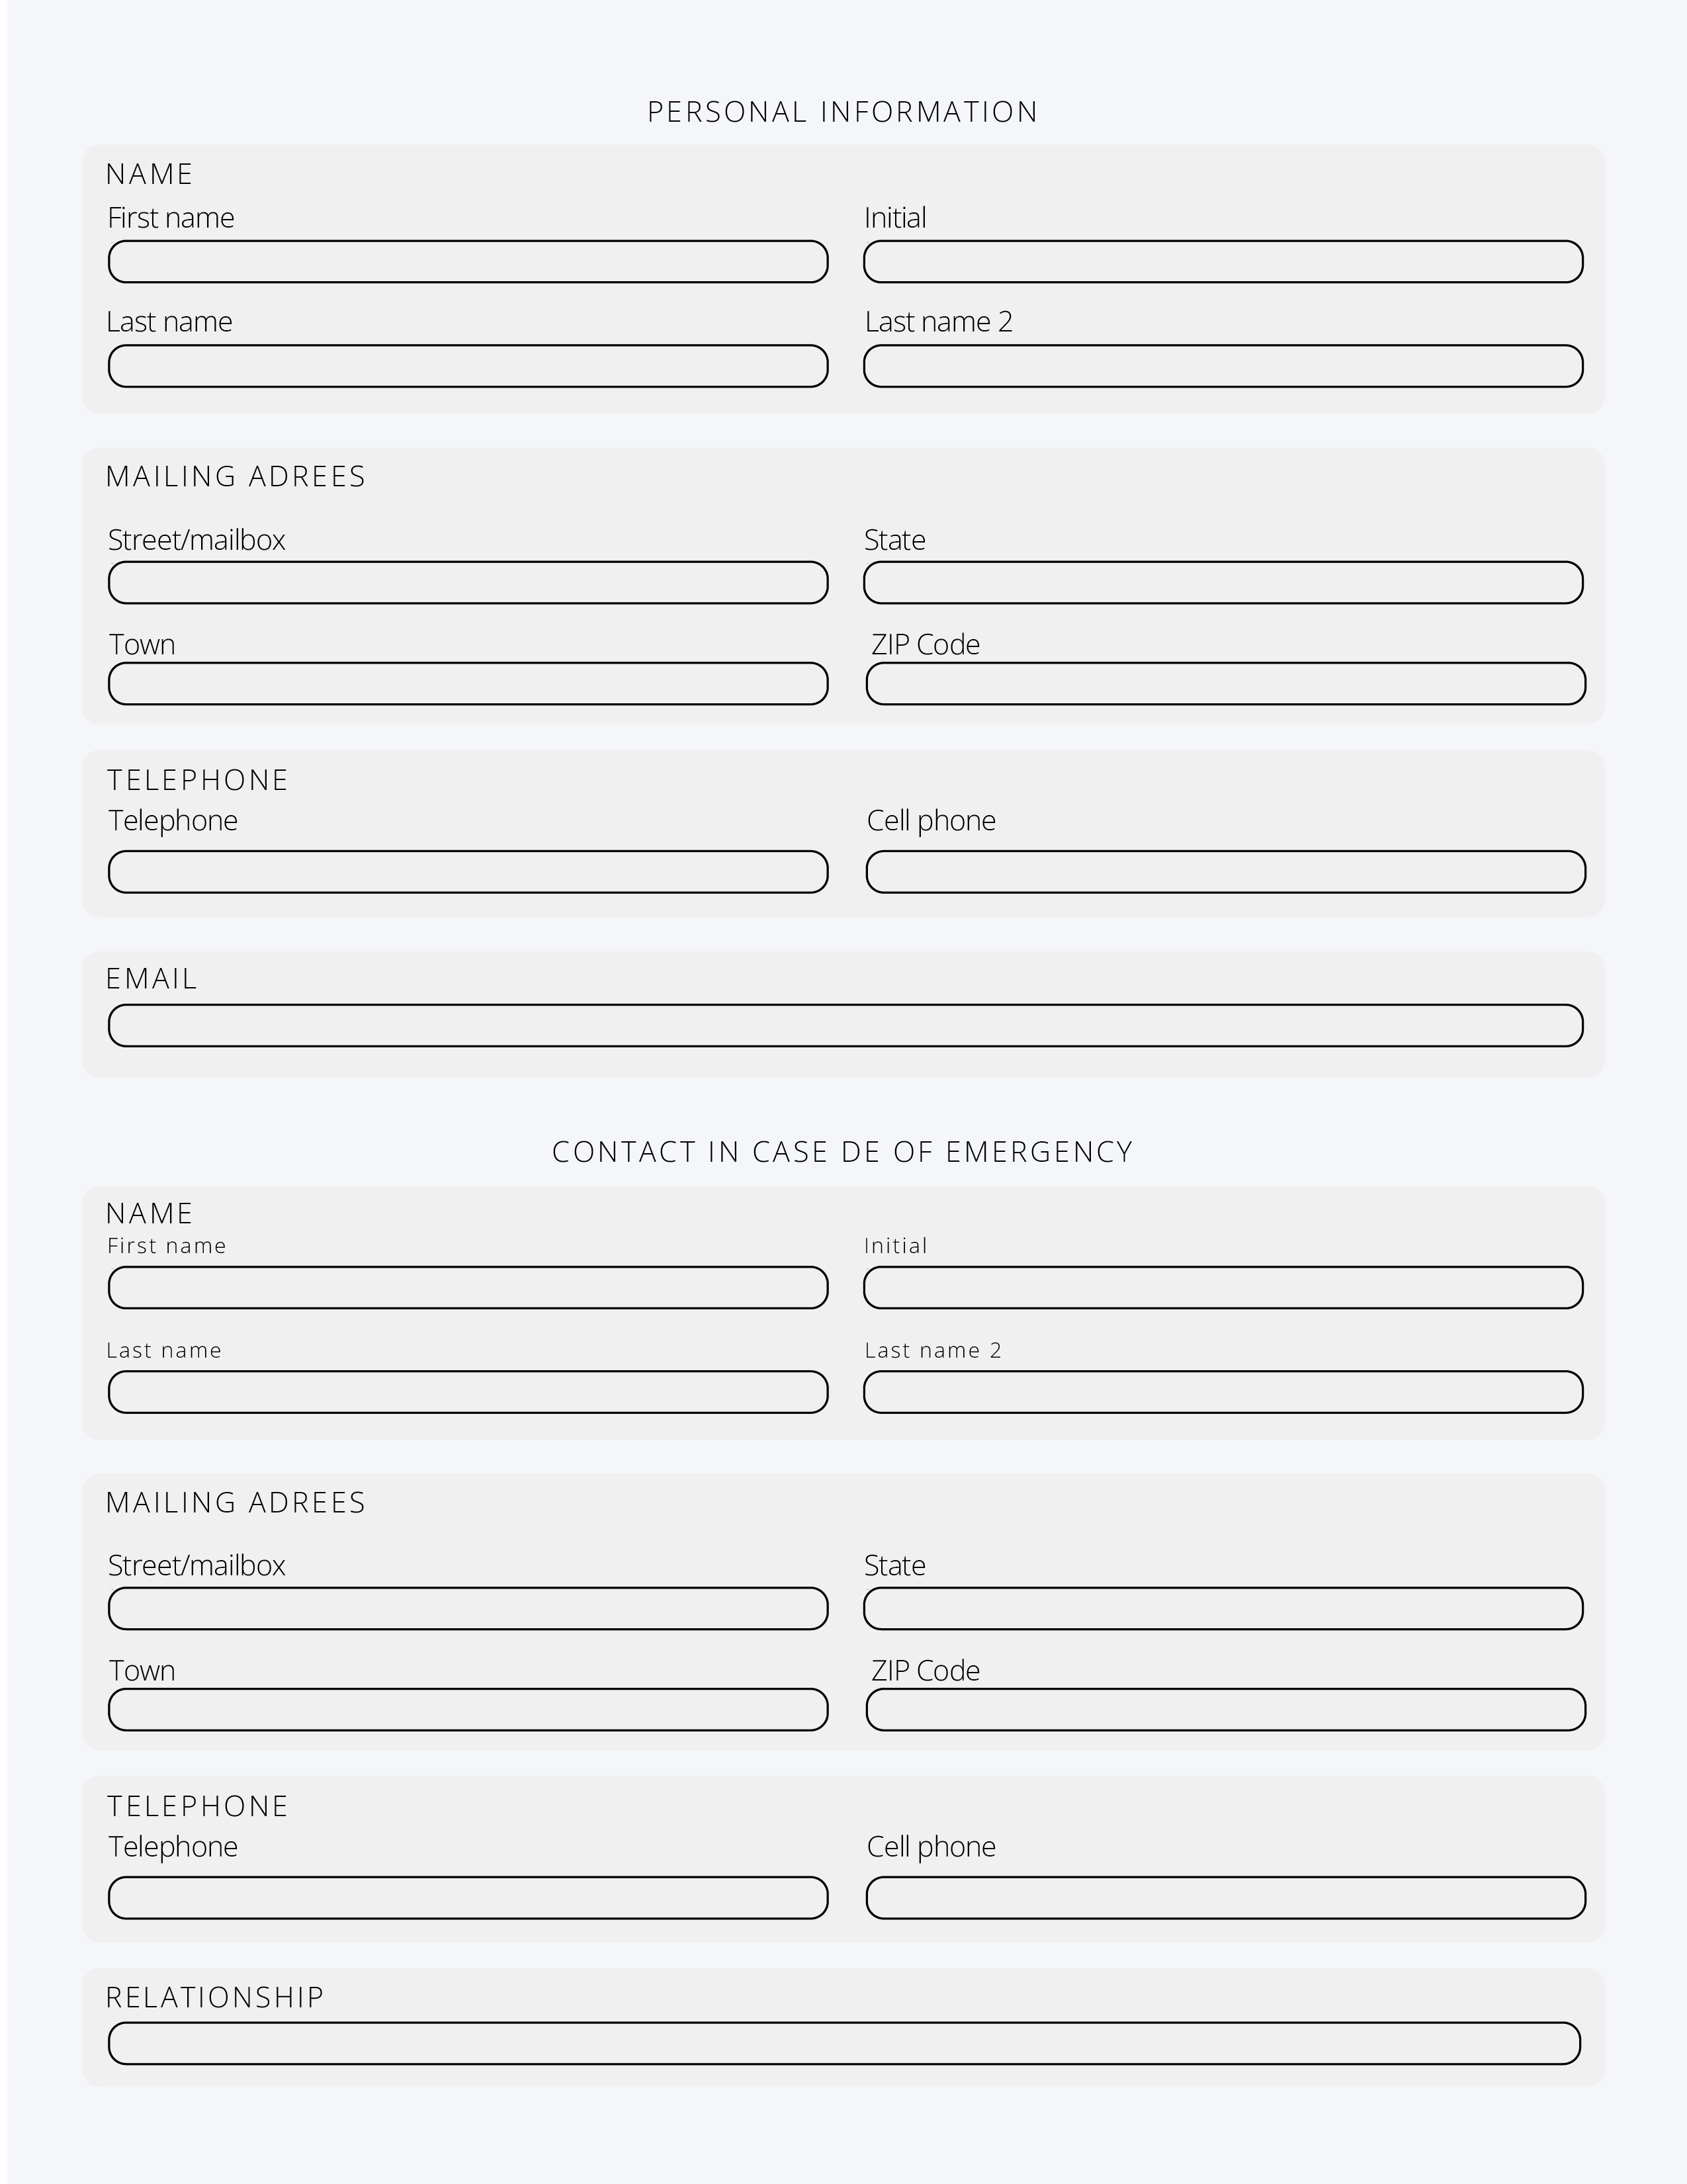 PERSONAL INFORMATION
NAME
First name Initial
Last name Last name 2
MAILING ADREES
Street/mailbox State
Town ZIP Code
TELEPHONE
Telephone Cell phone
EMAIL
CONTACT IN CASE DE OF EMERGENCY
NAME
First name Initial
Last name Last name 2
MAILING ADREES
Street/mailbox State
Town ZIP Code
TELEPHONE
Telephone Cell phone
RELATIONSHIP